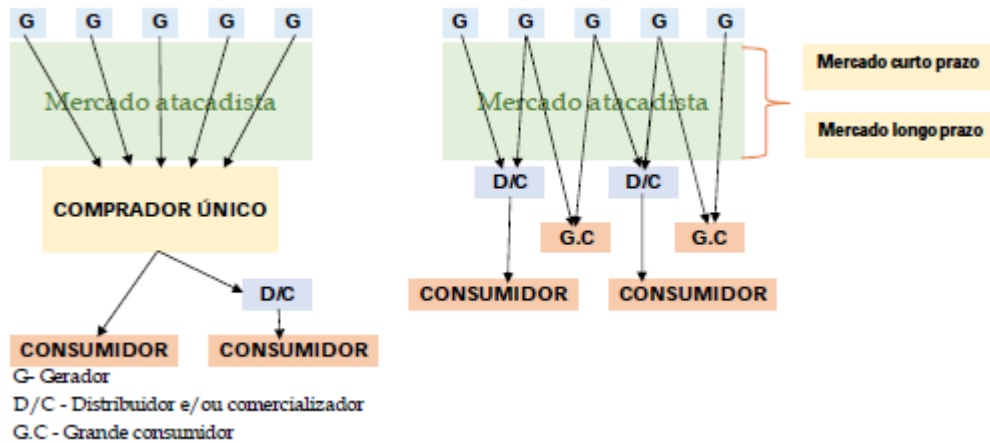 G G G G G
Mercado atacadista
COMPRADOR ÚNICO
D/C
CONSUMIDOR CONSUMIDOR
G- Gerador
D/C - Distribuidor e/ou comercializador
G.C - Grande consumidor
G G G G G
Mercado atacadista
Mercado curto prazo
Mercado longo prazo
D/C D/C
G.C G.C
CONSUMIDOR CONSUMIDOR